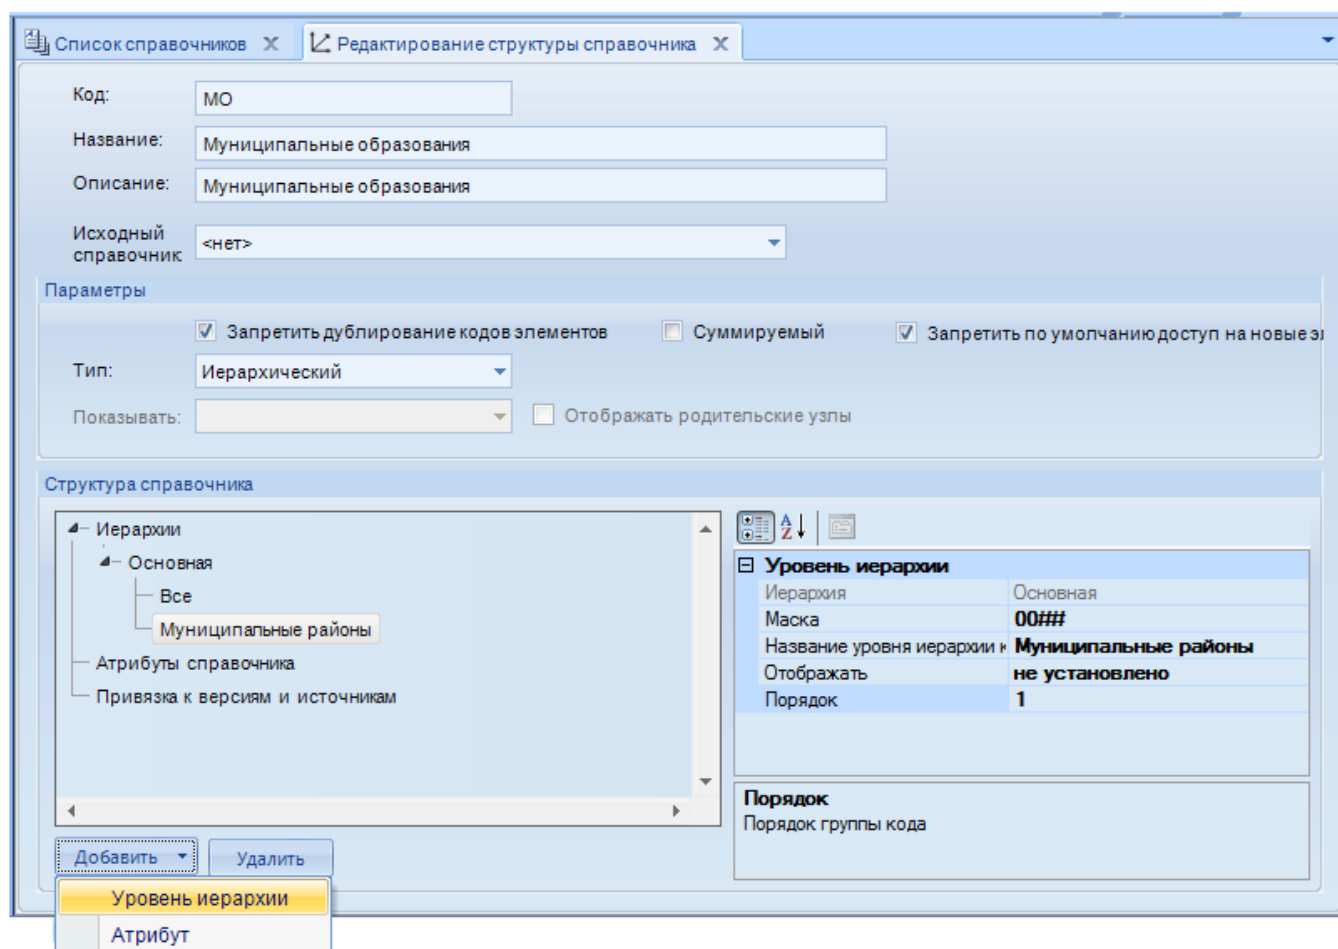 Список справочников X Редактирование структуры справочника X
Код: МО
Название: Муниципальные образования
Описание: Муниципальные образования
Исходный
справочник <нет>
Параметры
Запретить дублирование кодов элементов Суммируемый Запретить по умолчанию доступ на новые эл
Тип: Иерархический
Показывать: Отображать родительские узлы
Структура справочника
Иерархии
Основная
Все
Муниципальные районы
Атрибуты справочника
Привязка к версиям и источникам
A
Z
Уровень иерархии
Иерархия Основная
Маска 00##
Название уровня иерархии к Муниципальные районы
Отображать не установлено
Порядок 1
Порядок
Порядок группы кода
Добавить Удалить
Уровень иерархии
Атрибут